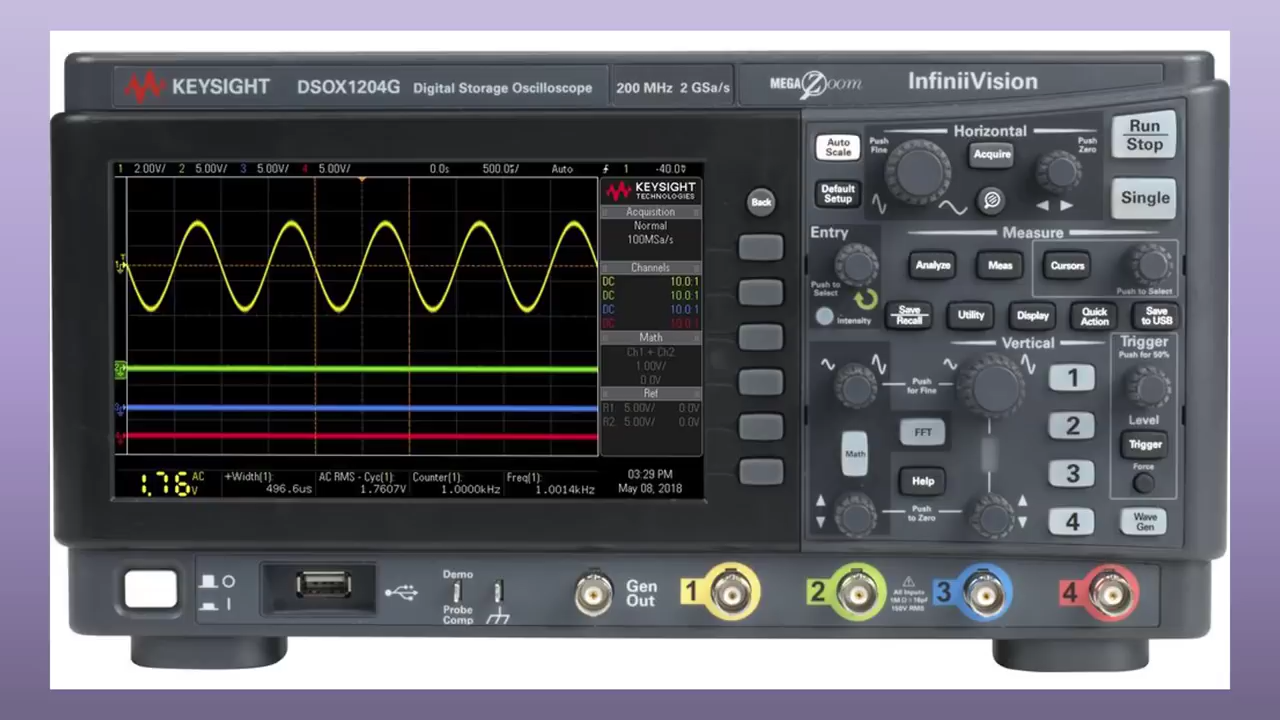 KEYSIGHT DSOX1204G Digital Storage Oscilloscope 200 MHz 2 GSa/s MEGA Zoom InfiniiVision
Horizontal
Run
Stop
Auto
Scale
Push
Fine
Acquire
Push
Zero
Default
Setup
Single
1 2.00V/ 2 5.00V/ 3 5.00V/ 4 5.00V/ 0.0s 500.0s/ Auto 1 -40.0V
KEYSIGHT
TECHNOLOGIES
Acquisition
Normal
100MSa/s
Channels
DC 10.0:1
DC 10.0:1
DC 10.0:1
DC 10.0:1
Math
Ch1 + Ch2
1.00V/
0.0V
Ref
R1 5.00V/ 0.0V
R2 5.00V/ 0.0V
03:29 PM
May 08, 2018
1.76 AC V
+Width(1):
496.6us
AC RMS - Cyc(1):
1.7607V
Counter(1):
1.0000kHz
Freq(1):
1.0014kHz
Back
Entry
Push to
Select
Intensity
Measure
Analyze
Meas
Cursors
Push to Select
Save
Recall
Utility
Display
Quick
Action
Save
to USB
Vertical
Push
for Fine
1
2
3
4
FFT
Math
Help
Push
to Zero
Trigger
Push for 50%
Level
Trigger
Force
Wave
Gen
Demo
Probe
Comp
Gen
Out
1
2
All Inputs
1MΩ 16pF
150V RMS
3
4